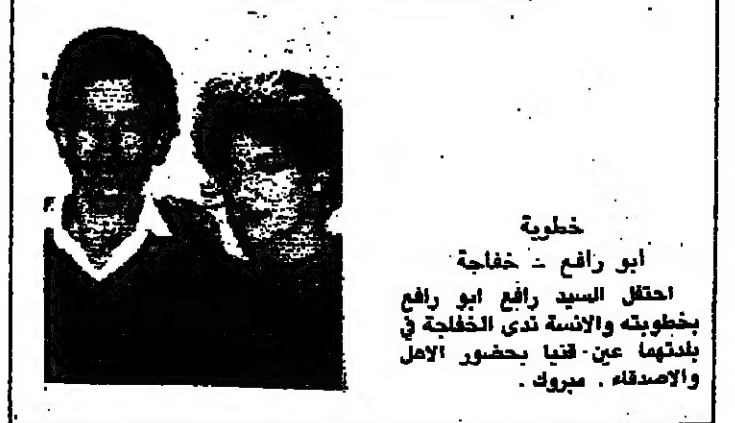 خطوبة
أبو رافع - خفاجة
احتفل السيد رافع ابو رافع
بخطوبته والانسة ندى الخفاجة في
بلدتهما عين قنيا بحضور الاهل
والاصدقاء . مبروك .